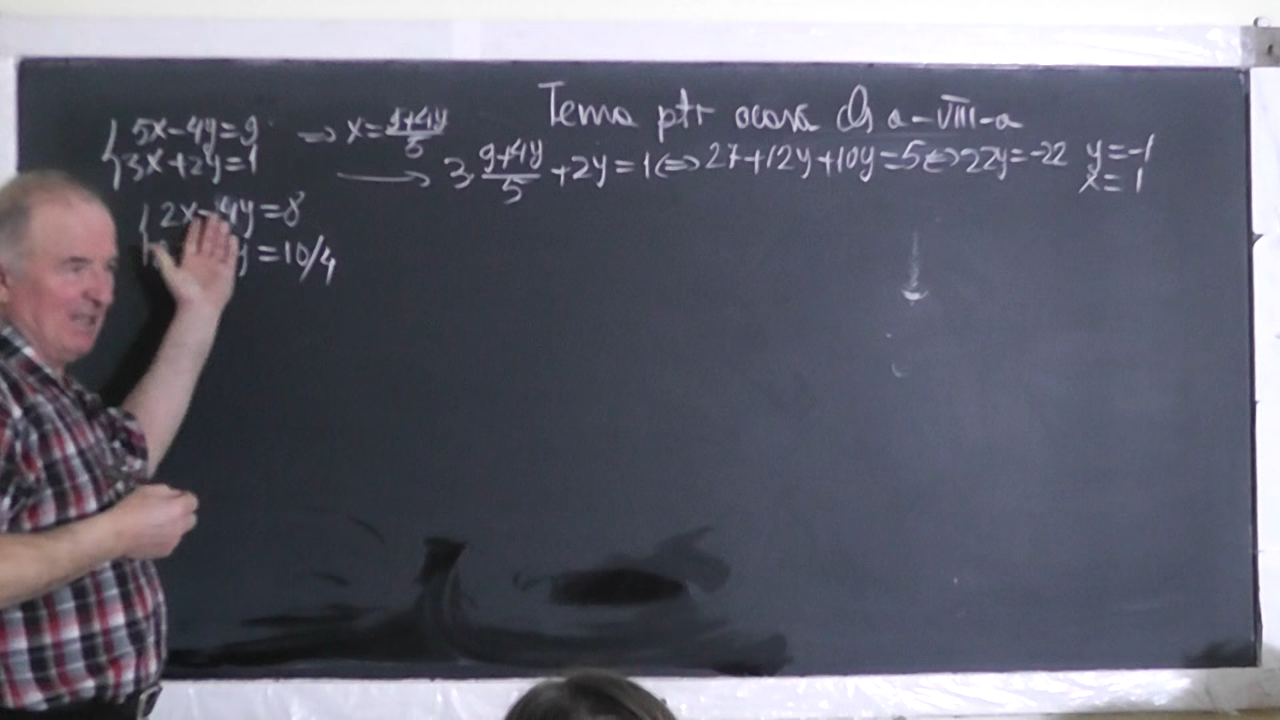 Tema ptr acasă Cls a-VIII-a
5x-4y=9 => x=9+4y/5
3x+2y=1 → 3·9+4y/5+2y=1<=>27+12y+10y=5<=>22y=-22 y=-1
x=1
2x-4y=8
y=10/4